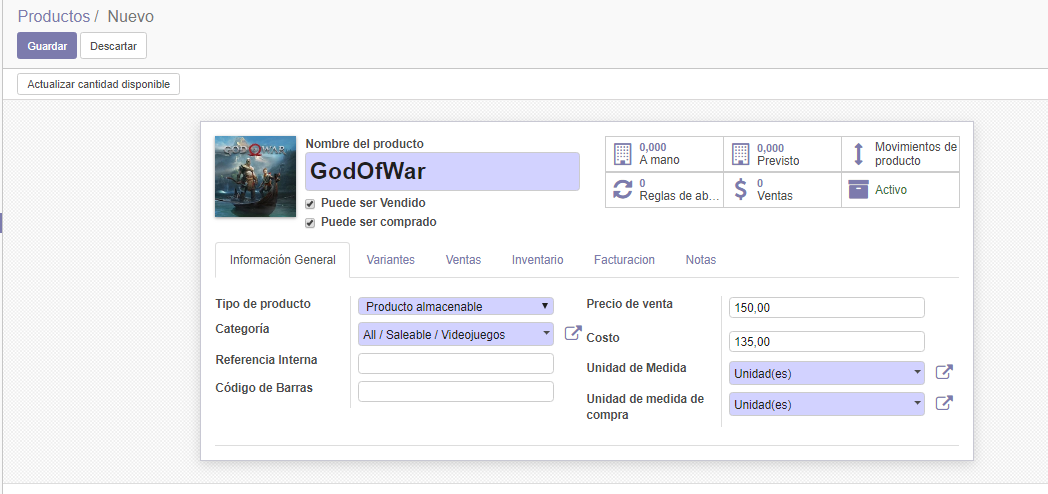 Productos / Nuevo
Guardar Descartar
Actualizar cantidad disponible
GOD OF WAR
Nombre del producto
GodOfWar
Puede ser Vendido
Puede ser comprado
0,000
A mano
0,000
Previsto
Movimientos de
producto
0
Reglas de ab...
0
Ventas
Activo
Información General Variantes Ventas Inventario Facturacion Notas
Tipo de producto Producto almacenable
Categoría All / Saleable / Videojuegos
Referencia Interna
Código de Barras
Precio de venta 150,00
Costo 135,00
Unidad de Medida Unidad(es)
Unidad de medida de
compra Unidad(es)